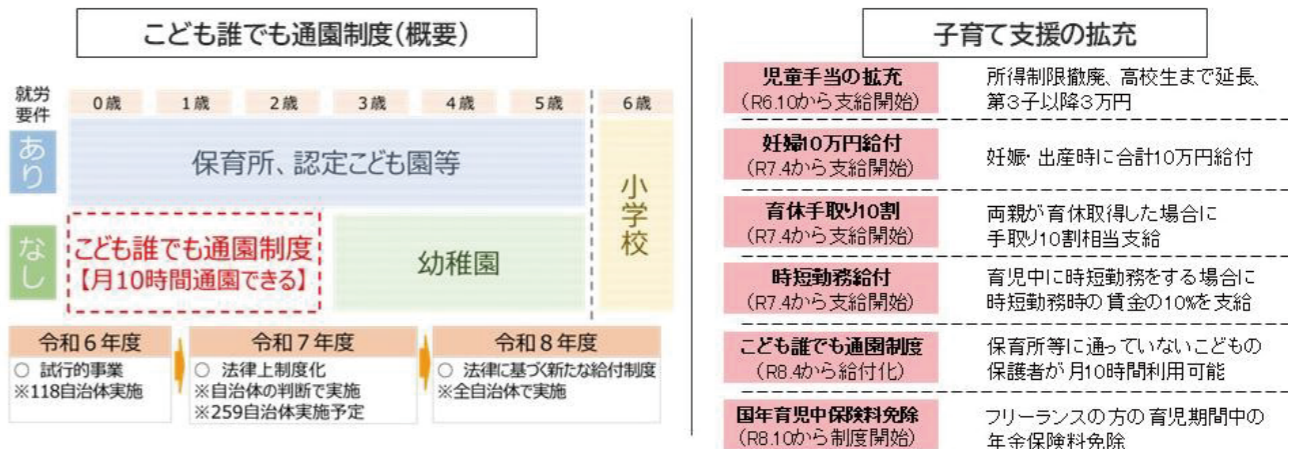 こども誰でも通園制度(概要)
就労
要件
0歳
1歳
2歳
3歳
4歳
5歳
6歳
あり
保育所、認定こども園等
小学校
なし
こども誰でも通園制度
【月10時間通園できる】
幼稚園
令和6年度
○ 試行的事業
※118自治体実施
令和7年度
○ 法律上制度化
※自治体の判断で実施
※259自治体実施予定
令和8年度
○ 法律に基づく新たな給付制度
※全自治体で実施
子育て支援の拡充
児童手当の拡充
(R6.10から支給開始)
所得制限撤廃、高校生まで延長、
第3子以降3万円
妊婦10万円給付
(R7.4から支給開始)
妊娠・出産時に合計10万円給付
育休手取り10割
(R7.4から支給開始)
両親が育休取得した場合に
手取り10割相当支給
時短勤務給付
(R7.4から支給開始)
育児中に時短勤務をする場合に
時短勤務時の賃金の10%を支給
こども誰でも通園制度
(R8.4から給付化)
保育所等に通っていないこどもの
保護者が月10時間利用可能
国年育児中保険料免除
(R8.10から制度開始)
フリーランスの方の育児期間中の
年金保険料免除